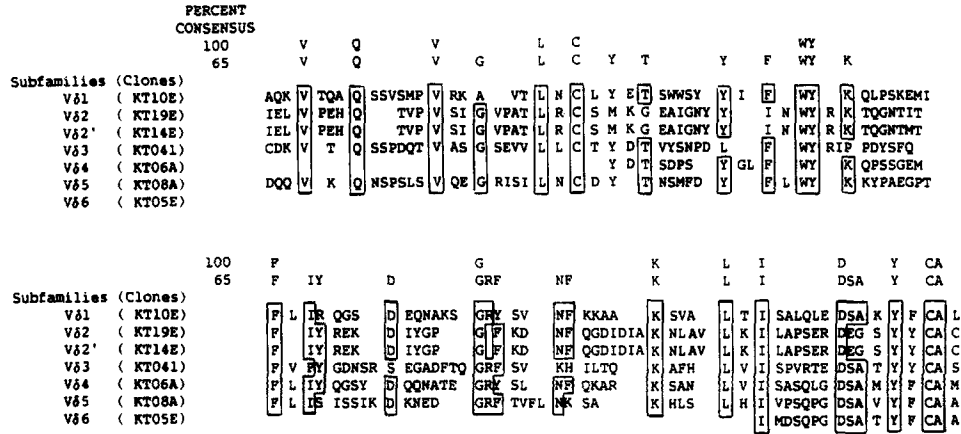 PERCENT
CONSENSUS
100 V Q V L C WY
65 V Q V G L C Y T Y F WY K
Subfamilies (Clones)
Vδ1 ( KT10E) AQK V TQA Q SSVSMP V RK A VT L N C L Y E T SWWSY Y I F WY K QLPSKEMI
Vδ2 ( KT19E) IEL V PEH Q TVP V SI G VPAT L R C S M K G EAIGNY Y I N WY R K TQGNTIT
Vδ2' ( KT14E) IEL V PEH Q TVP V SI G VPAT L R C S M K G EAIGNY Y I N WY R K TQGNTMT
Vδ3 ( KT041) CDK V T Q SSPDQT V AS G SEVV L L C T Y D T VYSNPD L F WY RIP PDYSFQ
Vδ4 ( KT06A) Y D T SDPS Y GL F WY K QPSSGEM
Vδ5 ( KT08A) DQQ V K Q NSPSLS V QE G RISI L N C D Y T NSMFD Y F L WY K KYPAEGPT
Vδ6 ( KT05E)
100 F G K L I D Y CA
65 F IY D GRF NF K L I DSA Y CA
Subfamilies (Clones)
Vδ1 ( KT10E) F L IR QGS D EQNAKS GRY SV NF KKAA K SVA L T I SALQLE DSA K Y F CA L
Vδ2 ( KT19E) IY REK D IYGP G F KD NF QGDIDIA K NLAV L K I LAPSER DEG S Y Y CA C
Vδ2' ( KT14E) IY REK D IYGP G F KD NF QGDIDIA K NLAV L K I LAPSER DEG S Y Y CA C
Vδ3 ( KT041) F V FY GDNSR S EGADFTQ GRF SV KH ILTQ K AFH L V I SPVRTE DSA T Y Y CA S
Vδ4 ( KT06A) F L IY QGSY D QQNATE GRY SL NF QKAR K SAN L V I SASQLG DSA M Y F CA M
Vδ5 ( KT08A) F L IS ISSIK D KNED GRF TVFL NK SA K HLS L H I VPSQPG DSA V Y F CA A
Vδ6 ( KT05E) I MDSQPG DSA T Y F CA A